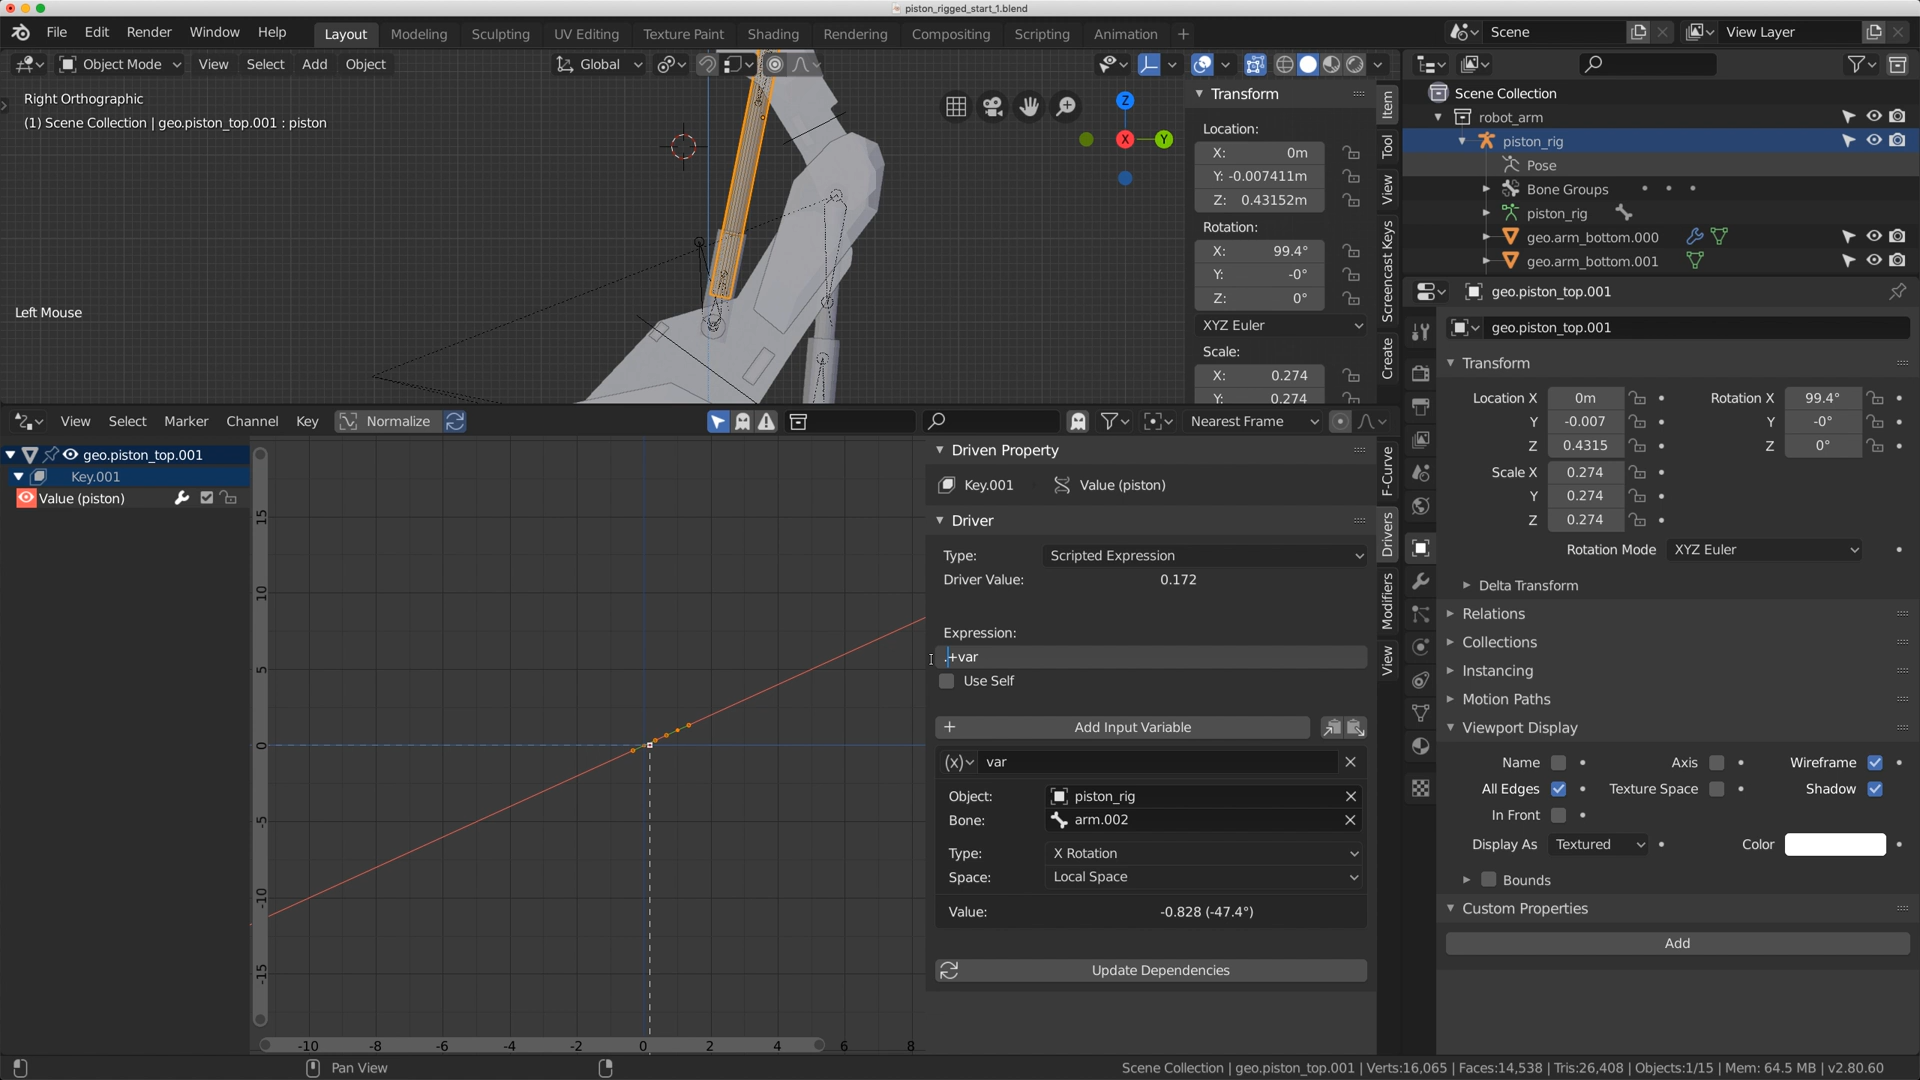 piston_rigged_start_1.blend
File Edit Render Window Help Layout Modeling Sculpting UV Editing Texture Paint Shading Animation Rendering Compositing Scripting Animation + Scene View Layer
Object Mode View Select Add Object Global
Right Orthographic
(1) Scene Collection | geo.piston_top.001 : piston
Left Mouse
Z
X
Y
Transform
Location:
X: 0m
Y: -0.007411m
Z: 0.43152m
Rotation:
X: 99.4°
Y: -0°
Z: 0°
XYZ Euler
Scale:
X: 0.274
Y: 0.274
Item
Tool
View
Screencast Keys
Create
Scene Collection
robot_arm
piston_rig
Pose
Bone Groups
piston_rig
geo.arm_bottom.000
geo.arm_bottom.001
View Select Marker Channel Key Normalize Nearest Frame
geo.piston_top.001
Key.001
Value (piston)
15
10
5
0
-5
-10
-15
-10 -8 -6 -4 -2 0 2 4 6 8
Driven Property
Key.001 Value (piston)
Driver
Type: Scripted Expression
Driver Value: 0.172
Expression:
.+var
Use Self
+ Add Input Variable
(x) var
Object: piston_rig
Bone: arm.002
Type: X Rotation
Space: Local Space
Value: -0.828 (-47.4°)
Update Dependencies
F-Curve
Drivers
Modifiers
View
geo.piston_top.001
geo.piston_top.001
Transform
Location X 0m Rotation X 99.4°
Y -0.007 Y -0°
Z 0.4315 Z 0°
Scale X 0.274
Y 0.274
Z 0.274
Rotation Mode XYZ Euler
Delta Transform
Relations
Collections
Instancing
Motion Paths
Viewport Display
Name Axis Wireframe
All Edges Texture Space Shadow
In Front
Display As Textured Color
Bounds
Custom Properties
Add
Pan View
Scene Collection | geo.piston_top.001 | Verts:16,065 | Faces:14,538 | Tris:26,408 | Objects:1/15 | Mem: 64.5 MB | v2.80.60